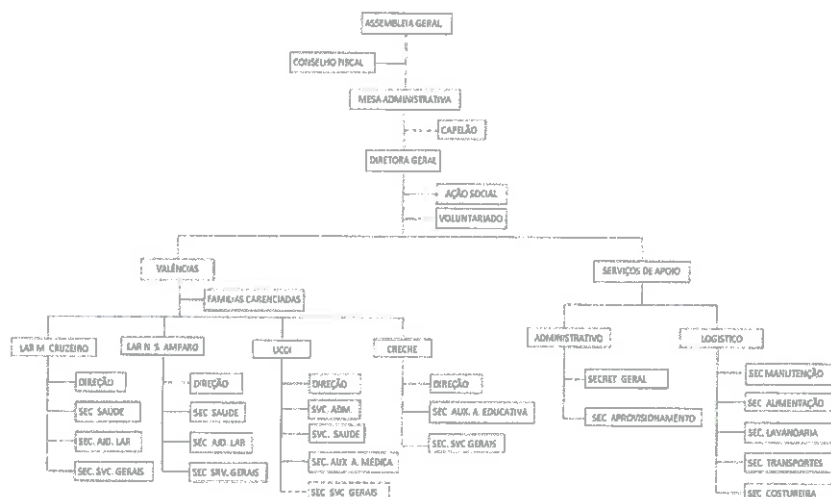 ASSEMBLEIA GERAL
CONSELHO FISCAL
MESA ADMINISTRATIVA
CAPELÃO
DIRETORA GERAL
AÇÃO SOCIAL
VOLUNTARIADO
VALÊNCIAS
SERVIÇOS DE APOIO
FAMILIAS CARENCIADAS
LAR M. CRUZEIRO
LAR N S. AMPARO
UCDI
CRECHE
ADMINISTRATIVO
LOGISTICO
DIREÇÃO
SEC SAUDE
SEC. AJD. LAR
SEC. SVC. GERAIS
DIREÇÃO
SEC SAUDE
SEC AJD. LAR
SEC SRV. GERAIS
DIREÇÃO
SVC. ADM.
SVC. SAUDE
SEC. AUX A. MÉDICA
SEC SVC GERAIS
DIREÇÃO
SEC AUX. A. EDUCATIVA
SEC. SVC GERAIS
SECRET GERAL
SEC APROVISIONAMENTO
SEC MANUTENÇÃO
SEC ALIMENTAÇÃO
SEC. LAVANDARIA
SEC TRANSPORTES
SEC COSTUREIRA